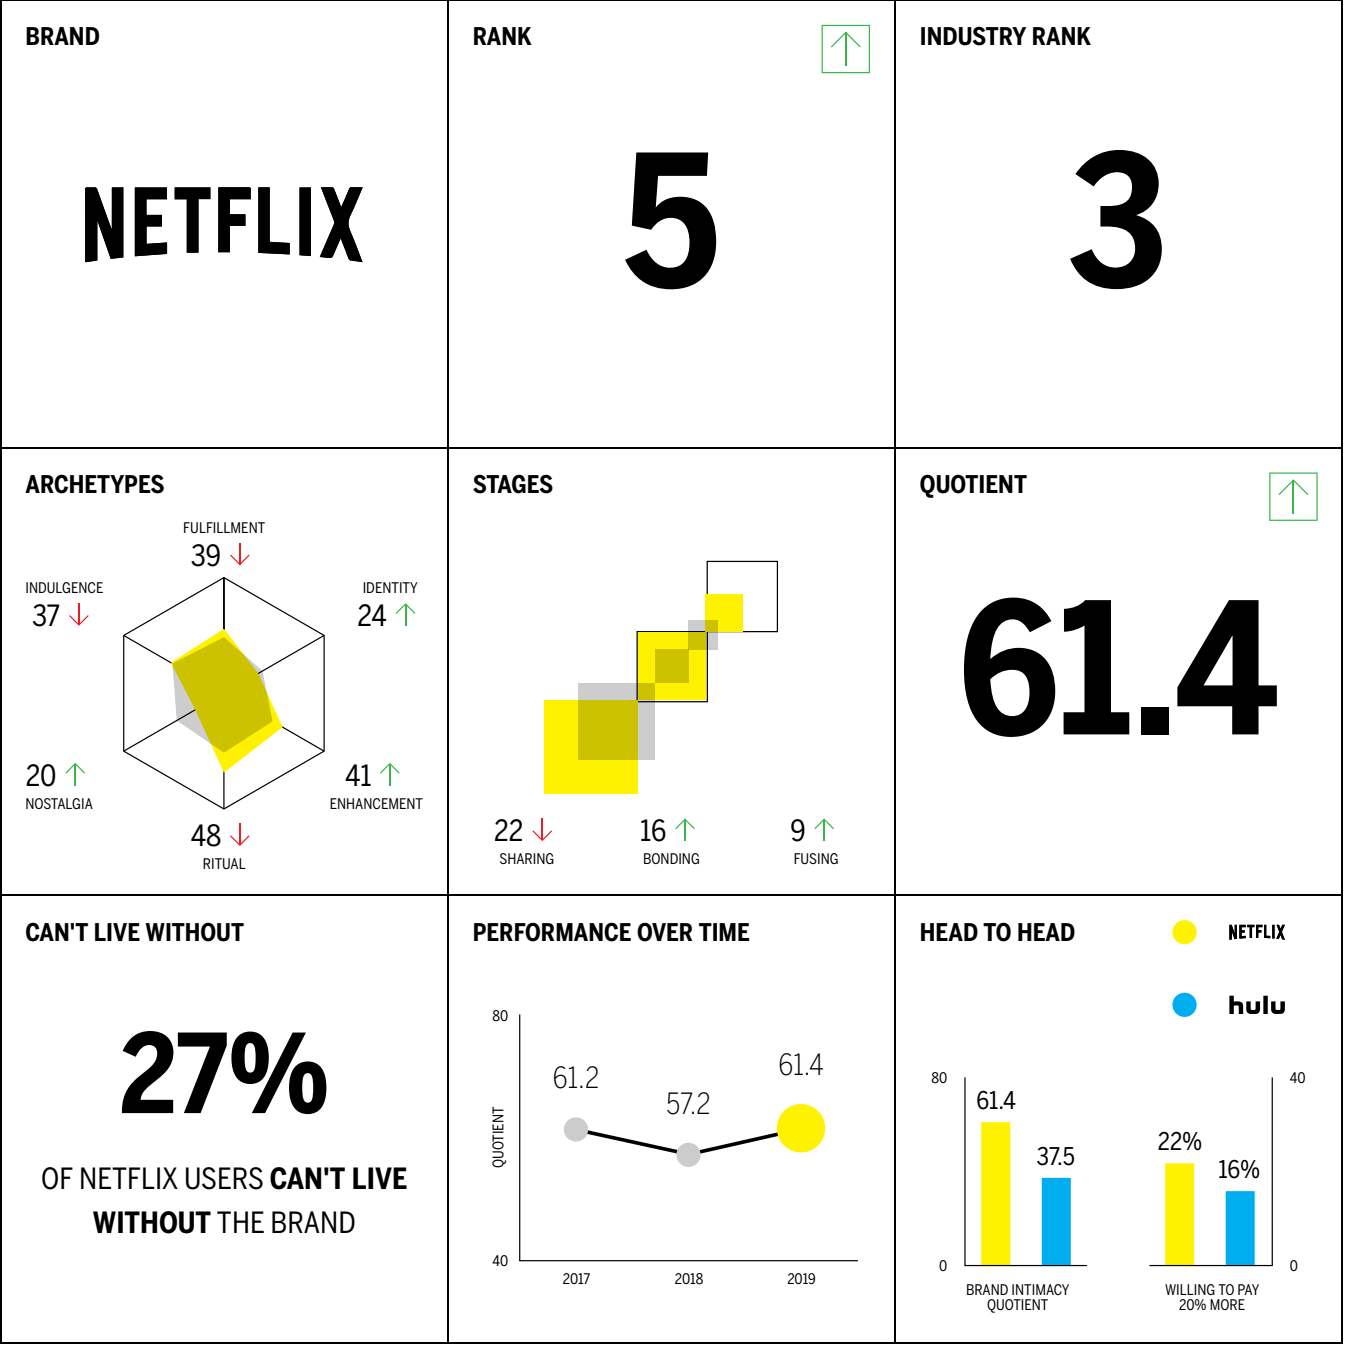 BRAND
NETFLIX
RANK
5
INDUSTRY RANK
3
ARCHETYPES
FULFILLMENT
39
INDULGENCE
37
IDENTITY
24
20
NOSTALGIA
41
ENHANCEMENT
48
RITUAL
STAGES
22
SHARING
16
BONDING
9
FUSING
QUOTIENT
61.4
CAN'T LIVE WITHOUT
27%
OF NETFLIX USERS CAN'T LIVE
WITHOUT THE BRAND
PERFORMANCE OVER TIME
80
QUOTIENT
40
61.2
57.2
61.4
2017
2018
2019
HEAD TO HEAD
NETFLIX
hulu
80
0
61.4
37.5
BRAND INTIMACY
QUOTIENT
22%
16%
40
0
WILLING TO PAY
20% MORE